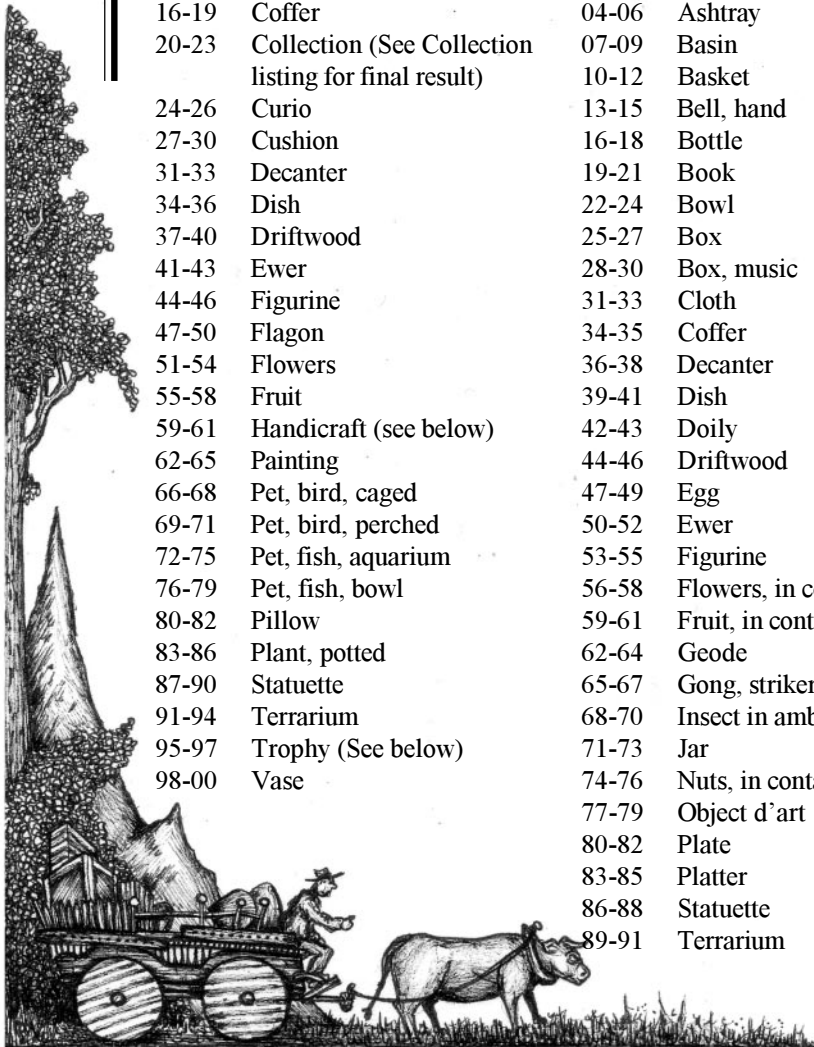 16-19 Coffer
20-23 Collection (See Collection
listing for final result)
24-26 Curio
27-30 Cushion
31-33 Decanter
34-36 Dish
37-40 Driftwood
41-43 Ewer
44-46 Figurine
47-50 Flagon
51-54 Flowers
55-58 Fruit
59-61 Handicraft (see below)
62-65 Painting
66-68 Pet, bird, caged
69-71 Pet, bird, perched
72-75 Pet, fish, aquarium
76-79 Pet, fish, bowl
80-82 Pillow
83-86 Plant, potted
87-90 Statuette
91-94 Terrarium
95-97 Trophy (See below)
98-00 Vase
04-06 Ashtray
07-09 Basin
10-12 Basket
13-15 Bell, hand
16-18 Bottle
19-21 Book
22-24 Bowl
25-27 Box
28-30 Box, music
31-33 Cloth
34-35 Coffer
36-38 Decanter
39-41 Dish
42-43 Doily
44-46 Driftwood
47-49 Egg
50-52 Ewer
53-55 Figurine
56-58 Flowers, in
59-61 Fruit, in
62-64 Geode
65-67 Gong, striker
68-70 Insect in
71-73 Jar
74-76 Nuts, in
77-79 Object d'art
80-82 Plate
83-85 Platter
86-88 Statuette
89-91 Terrarium